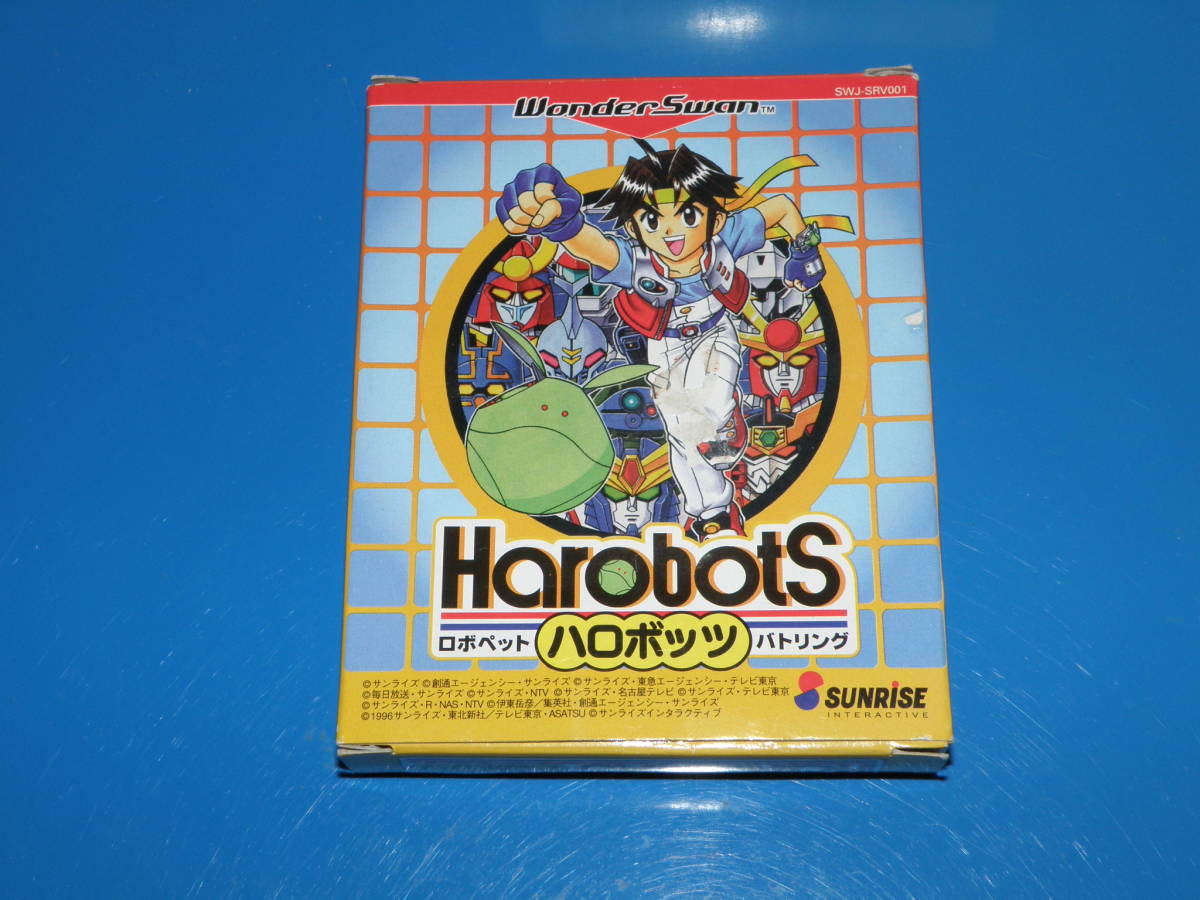 SWJ-SRV001
WonderSwan™
HarobotS
ロボペット ハロボッツ バトリング
©サンライズ ©創通エージェンシー・サンライズ ©サンライズ・東急エージェンシー・テレビ東京
©毎日放送・サンライズ ©サンライズ・NTV ©サンライズ・名古屋テレビ ©サンライズ・テレビ東京
©サンライズ・R・NAS・NTV ©伊東岳彦／集英社・創通エージェンシー・サンライズ
©1996サンライズ・東北新社／テレビ東京・ASATSU ©サンライズインタラクティブ
SUNRISE
INTERACTIVE